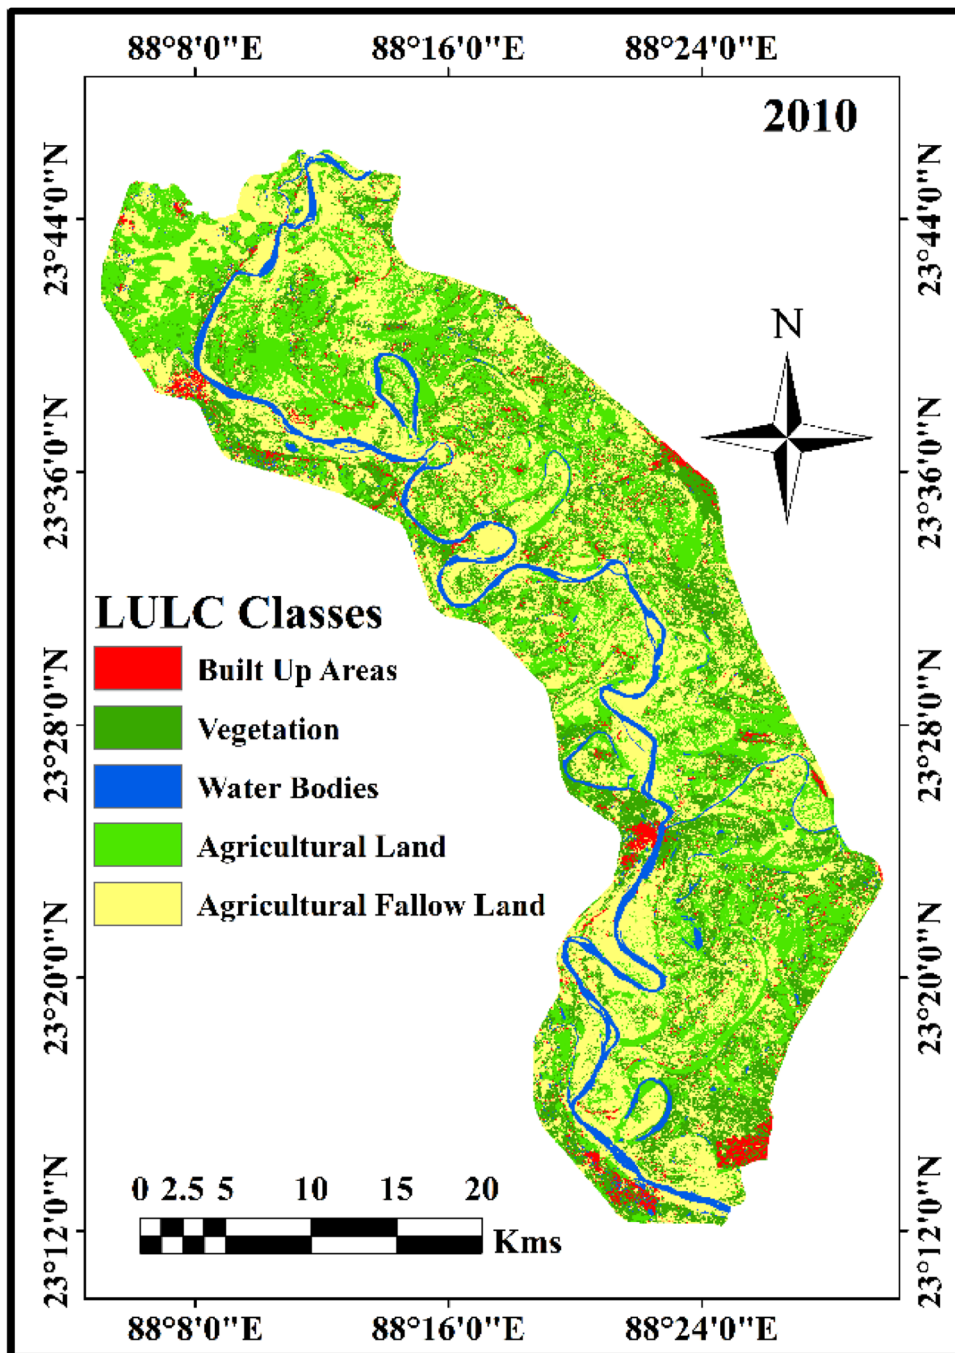 88°8'0"E 88°16'0"E 88°24'0"E
2010
23°44'0"N 23°44'0"N
N
23°36'0"N 23°36'0"N
LULC Classes
Built Up Areas
Vegetation
23°28'0"N 23°28'0"N
Water Bodies
Agricultural Land
Agricultural Fallow Land
23°20'0"N 23°20'0"N
0 2.5 5 10 15 20
Kms
23°12'0"N 23°12'0"N
88°8'0"E 88°16'0"E 88°24'0"E